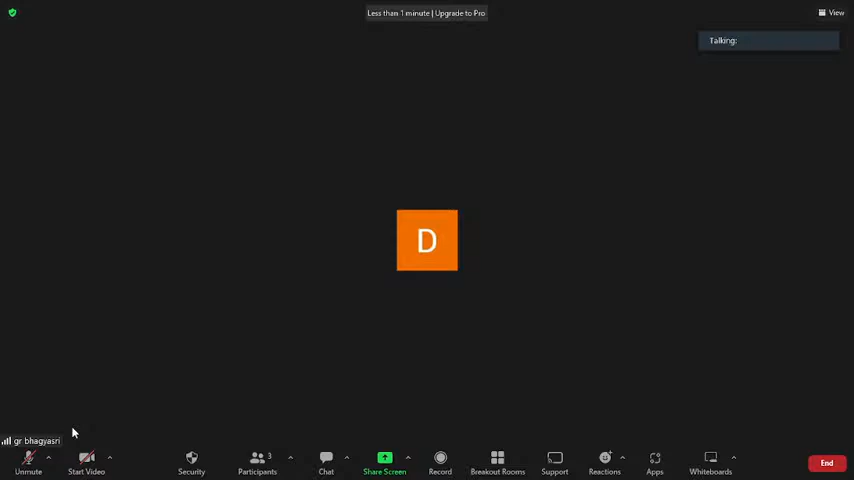 Less than 1 minute | Upgrade to Pro
View
Talking:
D
gr bhagyasri
Unmute
Start Video
Security
Participants
3
Chat
Share Screen
Record
Breakout Rooms
Support
Reactions
Apps
Whiteboards
End